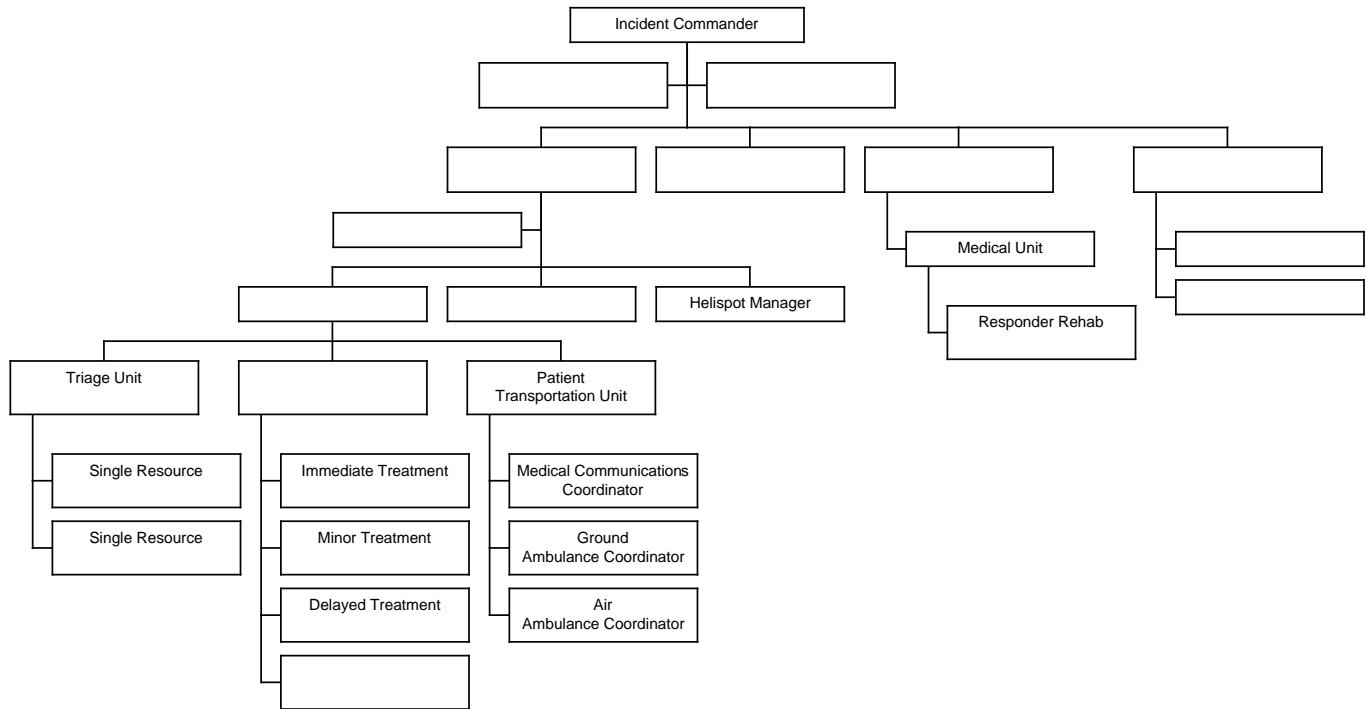 Incident Commander
Medical Unit
Helispot Manager
Responder Rehab
Triage Unit
Patient
Transportation Unit
Single Resource
Immediate Treatment
Medical Communications
Coordinator
Single Resource
Minor Treatment
Ground
Ambulance Coordinator
Delayed Treatment
Air
Ambulance Coordinator